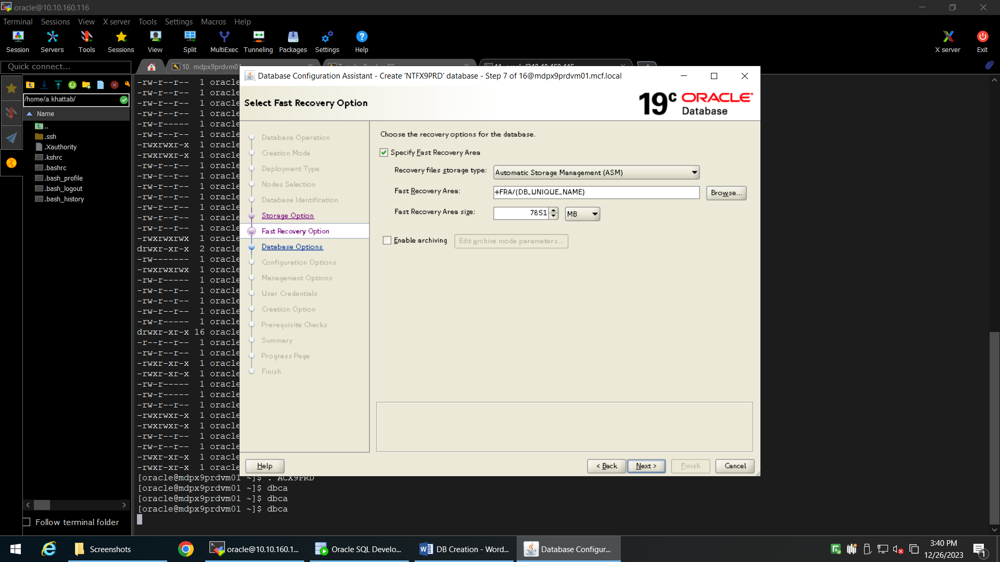 oracle@10.10.160.116
Terminal Sessions View X server Tools Settings Macros Help
Session Servers Tools Sessions View Split MultiExec Tunneling Packages Settings Help X server Exit
Quick connect...
10. mdpx9prdvm01
/home/a.khattab/
Name
..
.ssh
.Xauthority
.kshrc
.bashrc
.bash_profile
.bash_logout
.bash_history
Follow terminal folder
-rw-r--r-- 1 oracle
-rw-r--r-- 1 oracle
-rw-r--r-- 1 oracle
-rw-r--r-- 1 oracle
-rw-r----- 1 oracle
-rw-r--r-- 1 oracle
-rwxrwxr-x 1 oracle
-rwxrwxr-x 1 oracle
-rw-r--r-- 1 oracle
-rw-r--r-- 1 oracle
-rw-r--r-- 1 oracle
-rw-r--r-- 1 oracle
-rw-r--r-- 1 oracle
-rw-r--r-- 1 oracle
-rw-r--r-- 1 oracle
-rwxrwxrwx 1 oracle
drwxr-xr-x 2 oracle
-rw------- 1 oracle
-rwxrwxrwx 1 oracle
-rw-r----- 1 oracle
-rw-r--r-- 1 oracle
-rw-r--r-- 1 oracle
-rw-r--r-- 1 oracle
-rw-r----- 1 oracle
drwxr-xr-x 16 oracle
-r--r--r-- 1 oracle
-rw-r--r-- 1 oracle
-rwxr-xr-x 1 oracle
-rwxr-xr-x 1 oracle
-rw-r----- 1 oracle
-rw-r----- 1 oracle
-rw-r--r-- 1 oracle
-rwxrwxr-x 1 oracle
-rwxrwxr-x 1 oracle
-rw-r--r-- 1 oracle
-rw-r--r-- 1 oracle
-rwxr-xr-x 1 oracle
-rwxr-xr-x 1 oracle
[oracle@mdpx9prdvm01 ~]$ . ACX9PRD
[oracle@mdpx9prdvm01 ~]$ dbca
[oracle@mdpx9prdvm01 ~]$ dbca
[oracle@mdpx9prdvm01 ~]$ dbca
Database Configuration Assistant - Create 'NTFX9PRD' database - Step 7 of 16@mdpx9prdvm01.mcf.local
Select Fast Recovery Option
19c ORACLE
Database
Database Operation
Creation Mode
Deployment Type
Nodes Selection
Database Identification
Storage Option
Fast Recovery Option
Database Options
Configuration Options
Management Options
User Credentials
Creation Option
Prerequisite Checks
Summary
Progress Page
Finish
Choose the recovery options for the database.
Specify Fast Recovery Area
Recovery files storage type: Automatic Storage Management (ASM)
Fast Recovery Area: +FRA/{DB_UNIQUE_NAME} Browse...
Fast Recovery Area size: 7851 MB
Enable archiving Edit archive mode parameters...
Help < Back Next > Finish Cancel
Screenshots
oracle@10.10.160.1...
Oracle SQL Develo...
DB Creation - Word...
Database Configur...
3:40 PM
12/26/2023
1